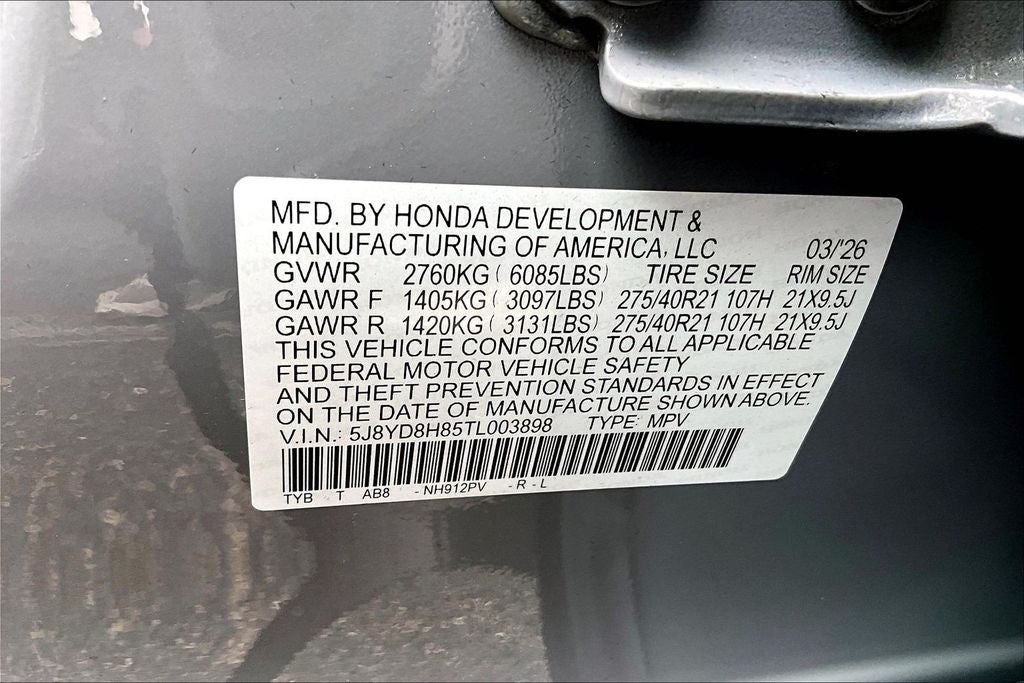 MFD. BY HONDA DEVELOPMENT &
MANUFACTURING OF AMERICA, LLC 03/'26
GVWR 2760KG ( 6085LBS) TIRE SIZE RIM SIZE
GAWR F 1405KG ( 3097LBS) 275/40R21 107H 21X9.5J
GAWR R 1420KG ( 3131LBS) 275/40R21 107H 21X9.5J
THIS VEHICLE CONFORMS TO ALL APPLICABLE
FEDERAL MOTOR VEHICLE SAFETY
AND THEFT PREVENTION STANDARDS IN EFFECT
ON THE DATE OF MANUFACTURE SHOWN ABOVE.
V.I.N.: 5J8YD8H85TL003898 TYPE: MPV
TYB T AB8 - NH912PV - R - L